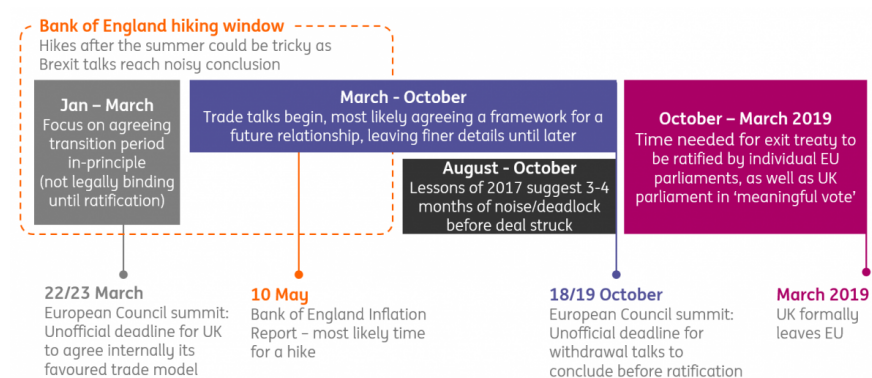 Bank of England hiking window
Hikes after the summer could be tricky as
Brexit talks reach noisy conclusion
Jan – March
Focus on agreeing
transition period
in-principle
(not legally binding
until ratification)
March - October
Trade talks begin, most likely agreeing a framework for a
future relationship, leaving finer details until later
August - October
Lessons of 2017 suggest 3-4
months of noise/deadlock
before deal struck
October – March 2019
Time needed for exit treaty to
be ratified by individual EU
parliaments, as well as UK
parliament in ‘meaningful vote’
22/23 March
European Council summit:
Unofficial deadline for UK
to agree internally its
favoured trade model
10 May
Bank of England Inflation
Report – most likely time
for a hike
18/19 October
European Council summit:
Unofficial deadline for
withdrawal talks to
conclude before ratification
March 2019
UK formally
leaves EU